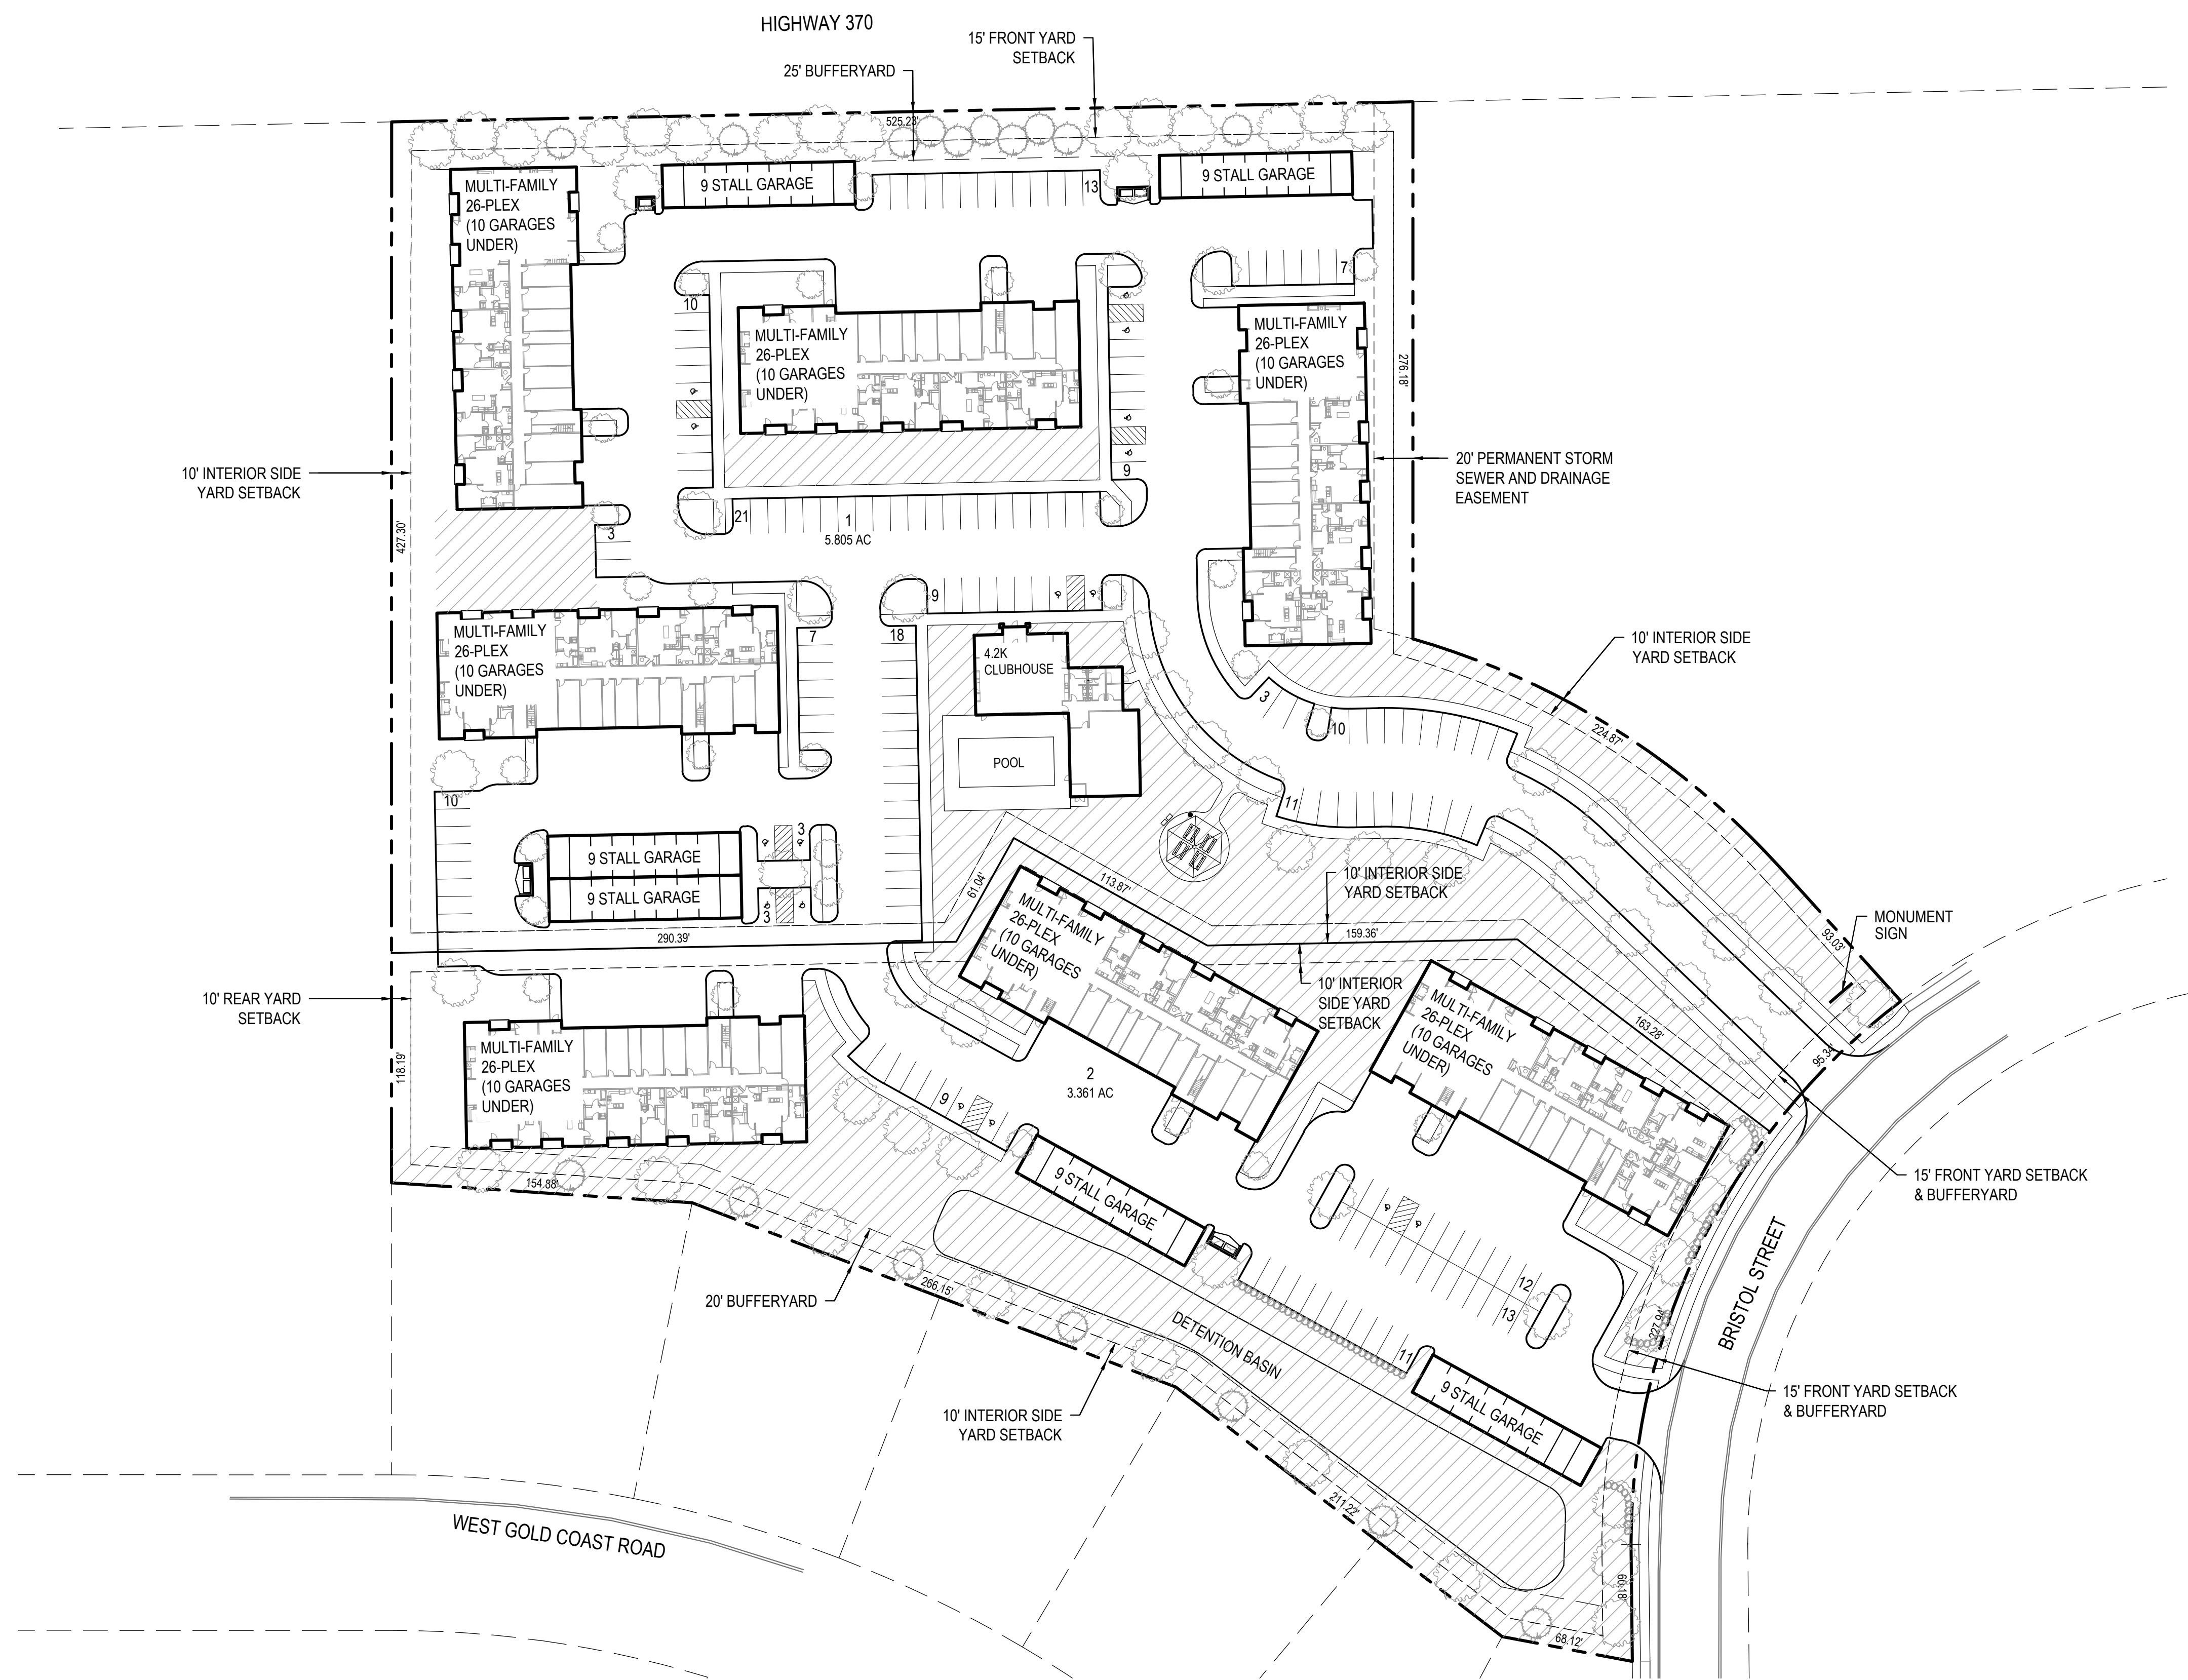 HIGHWAY 370
15' FRONT YARD
SETBACK
25' BUFFERYARD
525.23'
MULTI-FAMILY
26-PLEX
(10 GARAGES
UNDER)
9 STALL GARAGE
13
9 STALL GARAGE
7
10
MULTI-FAMILY
26-PLEX
(10 GARAGES
UNDER)
MULTI-FAMILY
26-PLEX
(10 GARAGES
UNDER)
276.18'
10' INTERIOR SIDE
YARD SETBACK
9
20' PERMANENT STORM
SEWER AND DRAINAGE
EASEMENT
427.30'
3
21
1
5.805 AC
9
MULTI-FAMILY
26-PLEX
(10 GARAGES
UNDER)
7
18
4.2K
CLUBHOUSE
10' INTERIOR SIDE
YARD SETBACK
3
10
224.87'
POOL
10
11
3
9 STALL GARAGE
9 STALL GARAGE
3
61.04'
113.87'
10' INTERIOR SIDE
YARD SETBACK
290.39'
159.36'
MONUMENT
SIGN
93.03'
MULTI-FAMILY
26-PLEX
(10 GARAGES
UNDER)
10' INTERIOR
SIDE YARD
SETBACK
10' REAR YARD
SETBACK
118.19'
MULTI-FAMILY
26-PLEX
(10 GARAGES
UNDER)
MULTI-FAMILY
26-PLEX
(10 GARAGES
UNDER)
163.28'
95.34'
2
3.361 AC
9
15' FRONT YARD SETBACK
& BUFFERYARD
154.88'
9 STALL GARAGE
20' BUFFERYARD
266.15'
12
13
BRISTOL STREET
227.94'
DETENTION BASIN
11
9 STALL GARAGE
15' FRONT YARD SETBACK
& BUFFERYARD
10' INTERIOR SIDE
YARD SETBACK
211.22'
WEST GOLD COAST ROAD
60.18'
68.12'